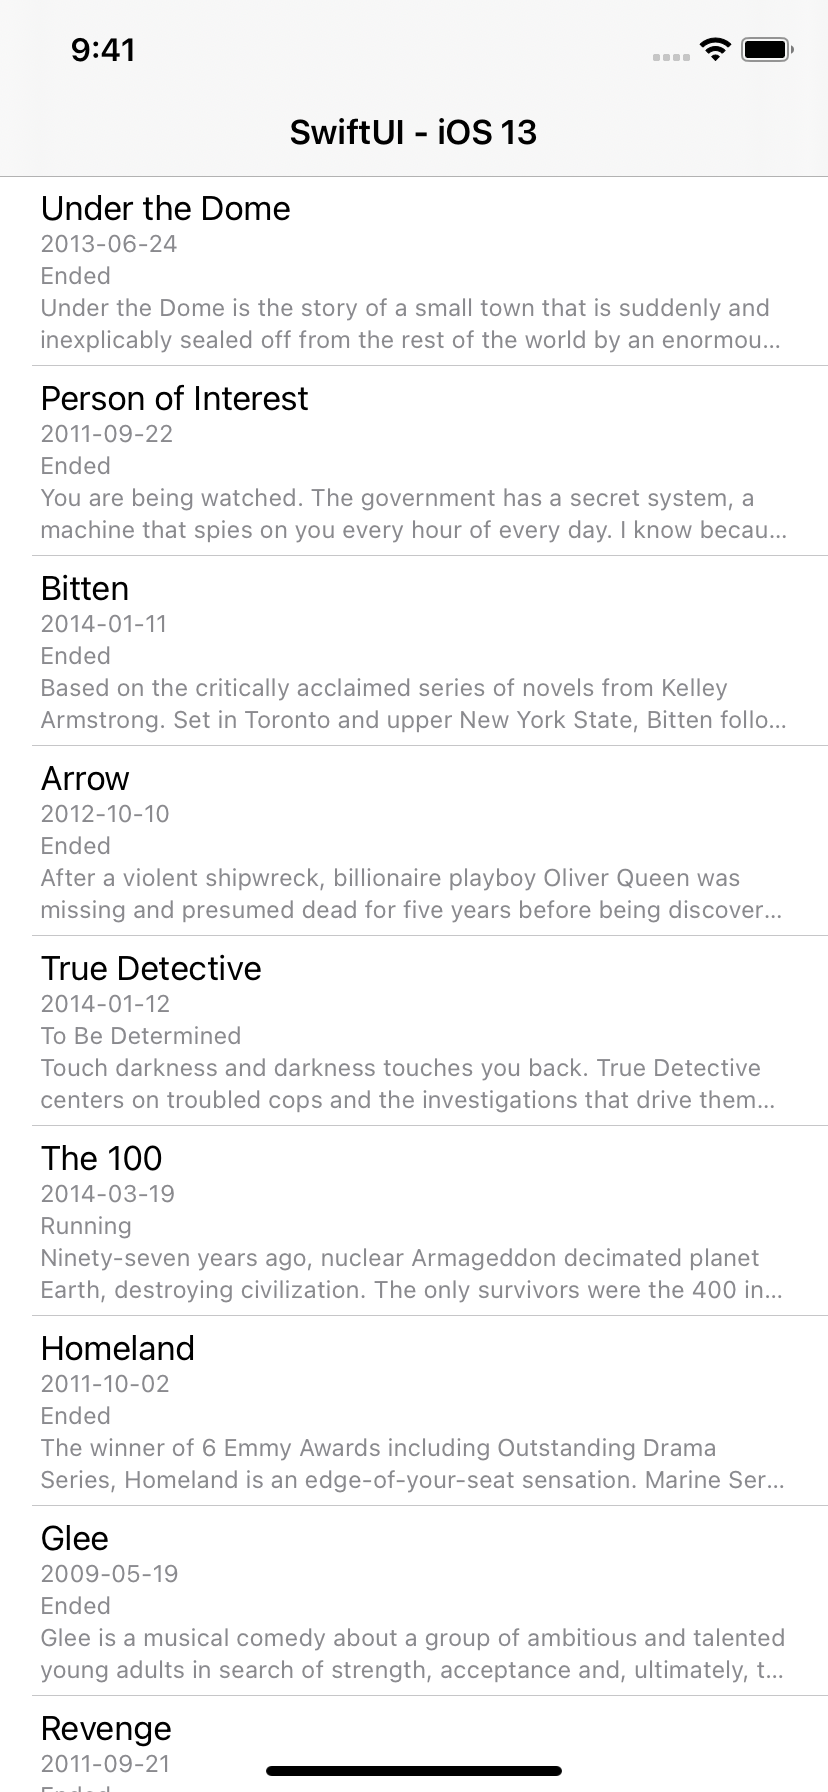 9:41
SwiftUI - iOS 13
Under the Dome
2013-06-24
Ended
Under the Dome is the story of a small town that is suddenly and
inexplicably sealed off from the rest of the world by an enormou...
Person of Interest
2011-09-22
Ended
You are being watched. The government has a secret system, a
machine that spies on you every hour of every day. I know becau...
Bitten
2014-01-11
Ended
Based on the critically acclaimed series of novels from Kelley
Armstrong. Set in Toronto and upper New York State, Bitten follo...
Arrow
2012-10-10
Ended
After a violent shipwreck, billionaire playboy Oliver Queen was
missing and presumed dead for five years before being discover...
True Detective
2014-01-12
To Be Determined
Touch darkness and darkness touches you back. True Detective
centers on troubled cops and the investigations that drive them...
The 100
2014-03-19
Running
Ninety-seven years ago, nuclear Armageddon decimated planet
Earth, destroying civilization. The only survivors were the 400 in...
Homeland
2011-10-02
Ended
The winner of 6 Emmy Awards including Outstanding Drama
Series, Homeland is an edge-of-your-seat sensation. Marine Ser...
Glee
2009-05-19
Ended
Glee is a musical comedy about a group of ambitious and talented
young adults in search of strength, acceptance and, ultimately, t...
Revenge
2011-09-21
Ended